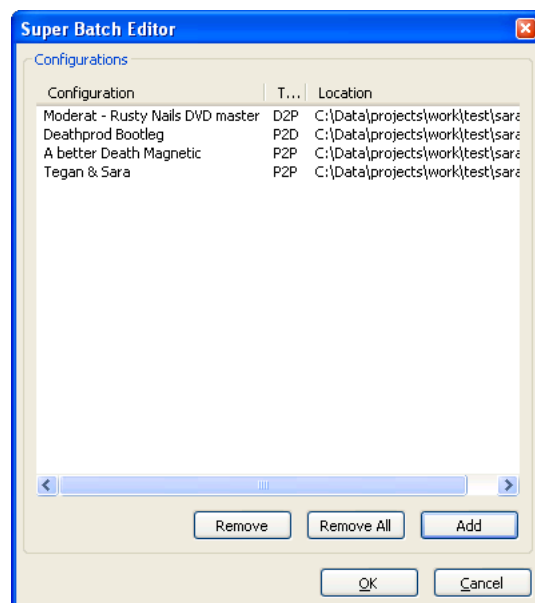 Super Batch Editor
Configurations
Configuration T... Location
Moderat - Rusty Nails DVD master D2P C:\Data\projects\work\test\sara
Deathprod Bootleg P2D C:\Data\projects\work\test\sara
A better Death Magnetic P2P C:\Data\projects\work\test\sara
Tegan & Sara P2P C:\Data\projects\work\test\sara
Remove Remove All Add
OK Cancel